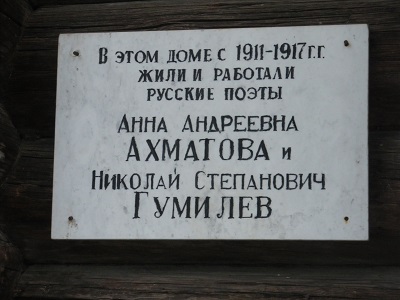 В ЭТОМ ДОМЕ С 1911-1917 Г.Г.
ЖИЛИ И РАБОТАЛИ
РУССКИЕ ПОЭТЫ
АННА АНДРЕЕВНА
АХМАТОВА И
НИКОЛАЙ СТЕПАНОВИЧ
ГУМИЛЕВ